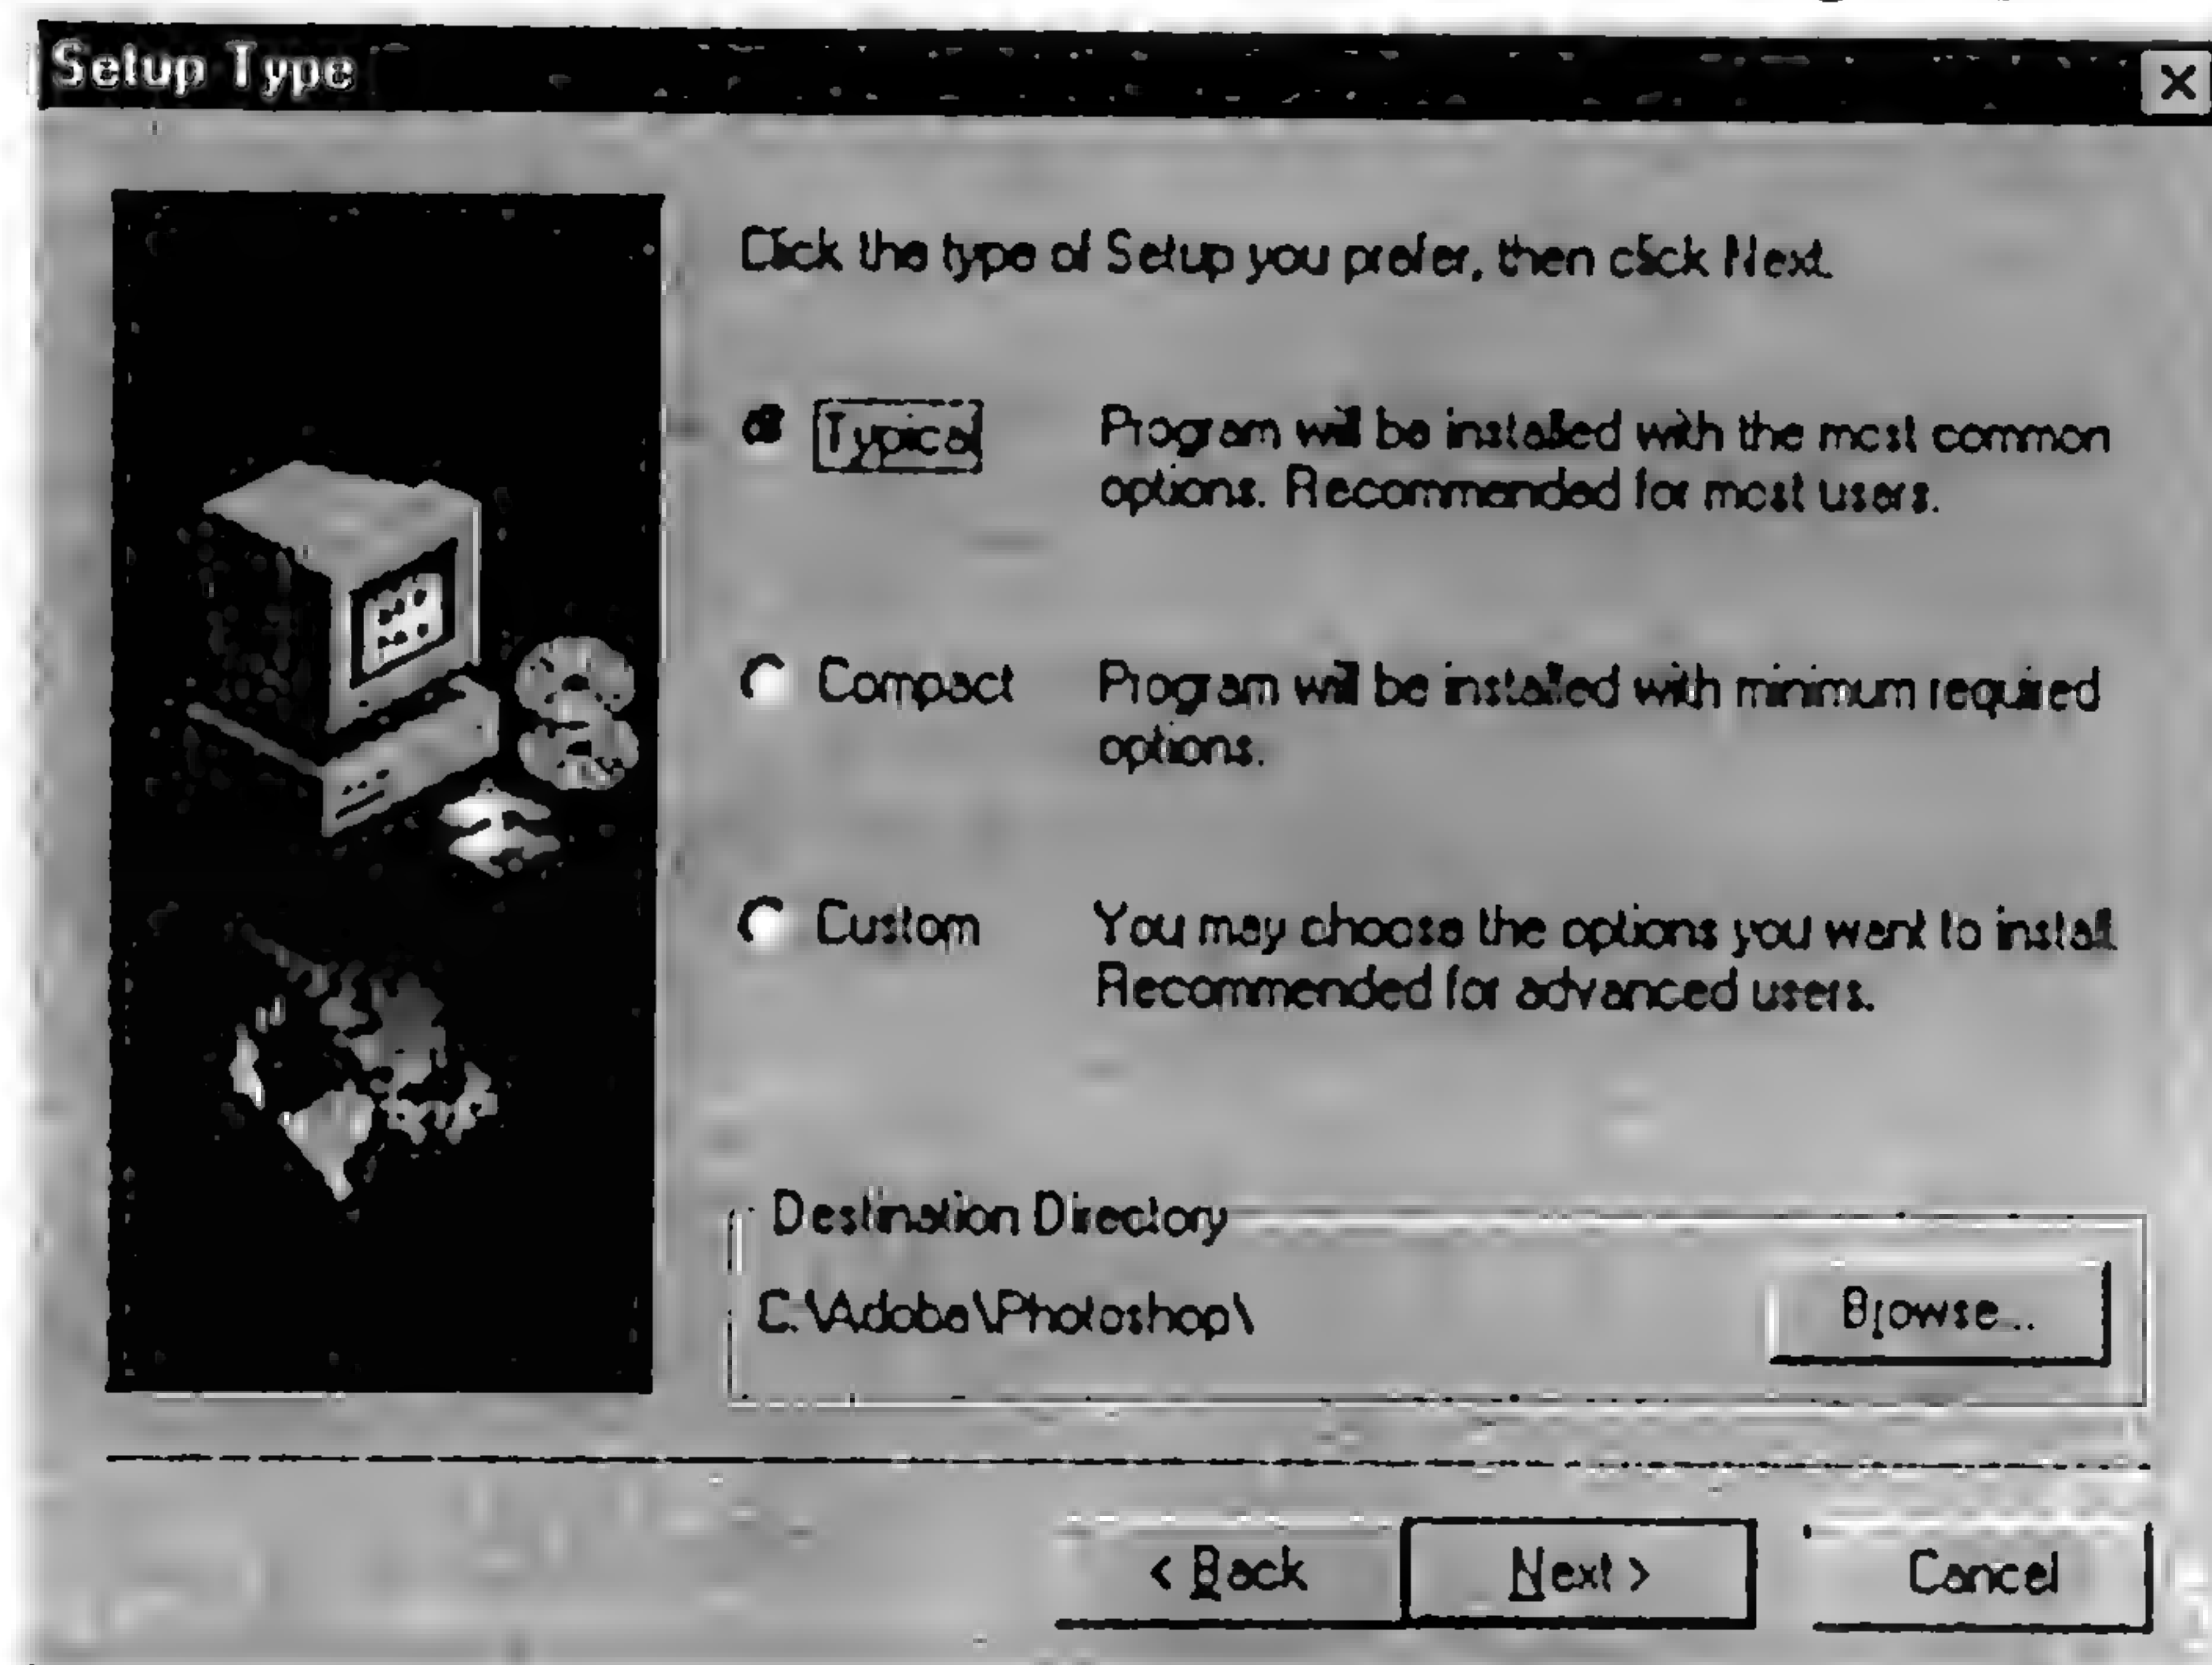 Setup Type
Click the type of Setup you prefer, then click Next.
Typical
Program will be installed with the most common
options. Recommended for most users.
Compact
Program will be installed with minimum required
options.
Custom
You may choose the options you want to install.
Recommended for advanced users.
Destination Directory
C:\Adobe\Photoshop\
Browse...
< Back
Next >
Cancel